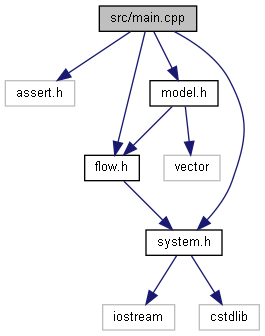 src/main.cpp
assert.h
model.h
flow.h
vector
system.h
iostream
cstdlib